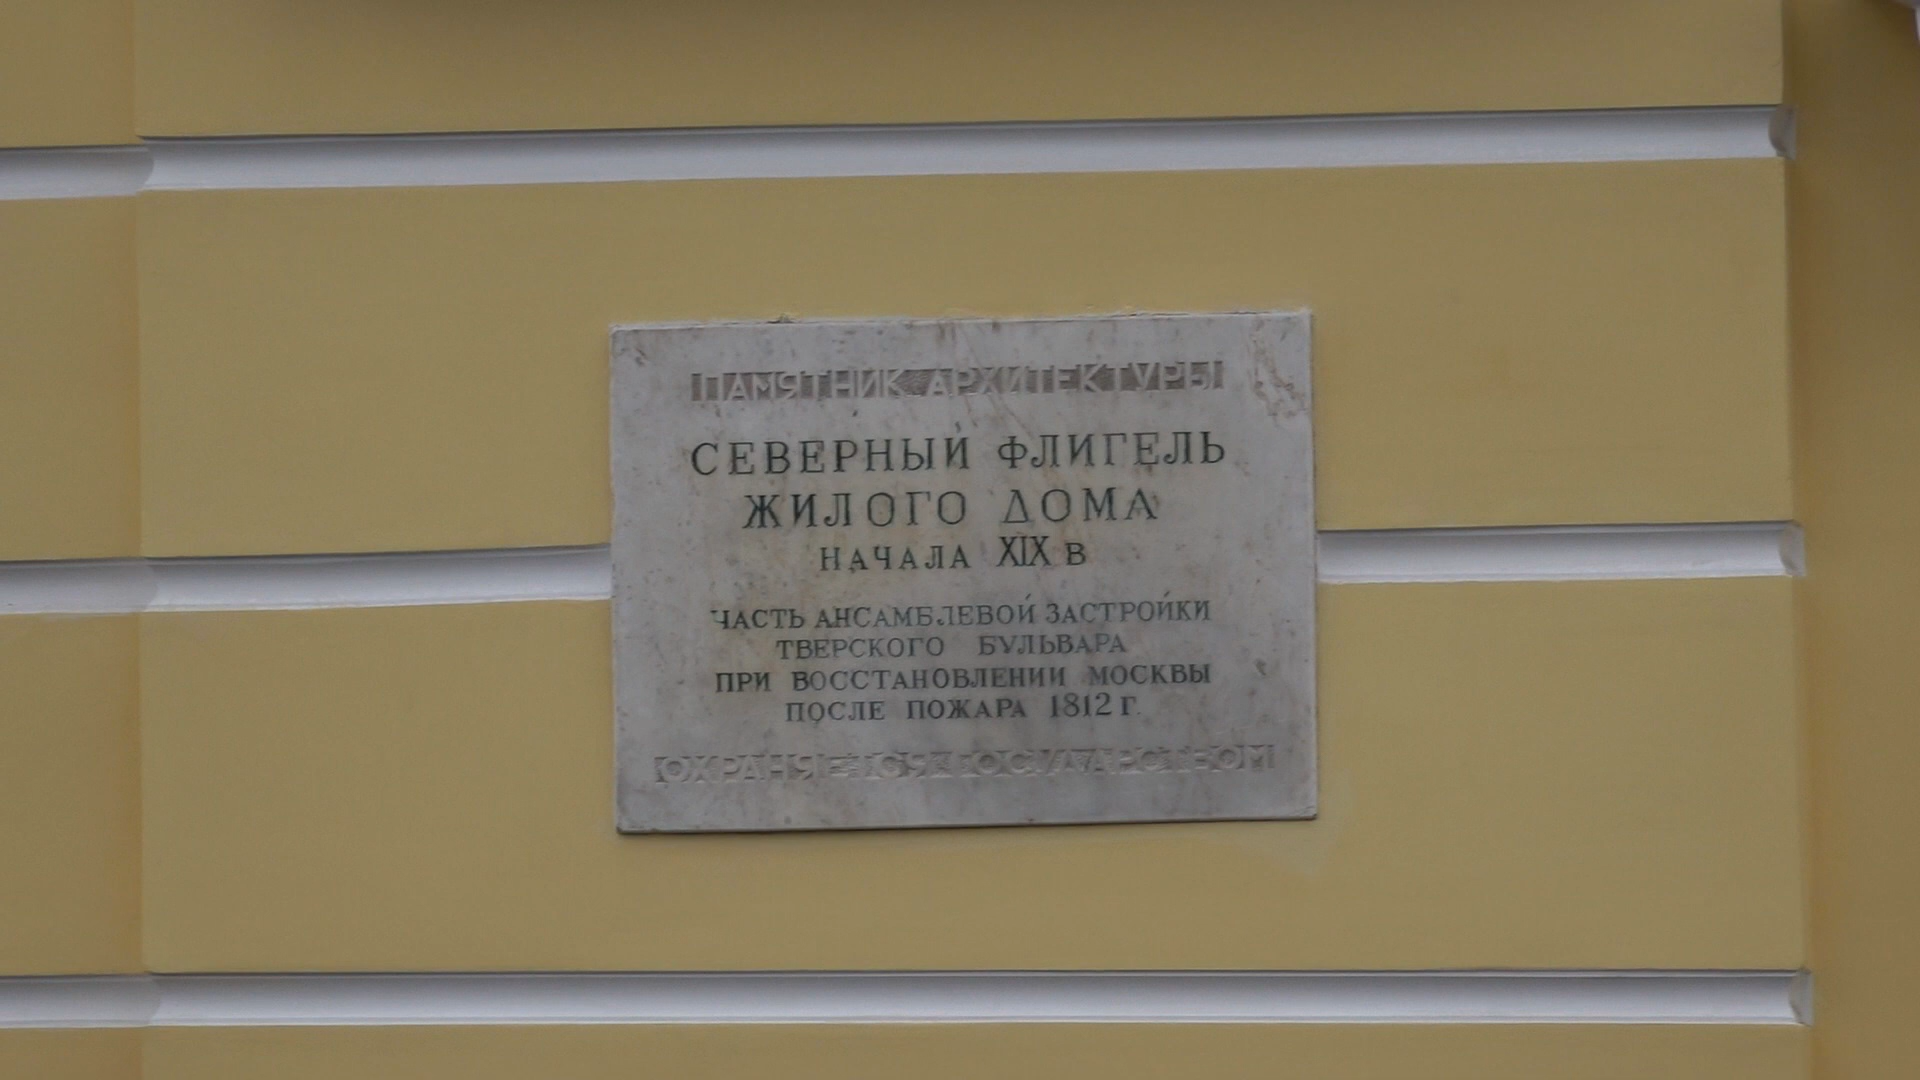 ПАМЯТНИК АРХИТЕКТУРЫ
СЕВЕРНЫЙ ФЛИГЕЛЬ
ЖИЛОГО ДОМА
НАЧАЛА XIX В
ЧАСТЬ АНСАМБЛЕВОЙ ЗАСТРОЙКИ
ТВЕРСКОГО БУЛЬВАРА
ПРИ ВОССТАНОВЛЕНИИ МОСКВЫ
ПОСЛЕ ПОЖАРА 1812 Г.
ОХРАНЯЕТСЯ ГОСУДАРСТВОМ